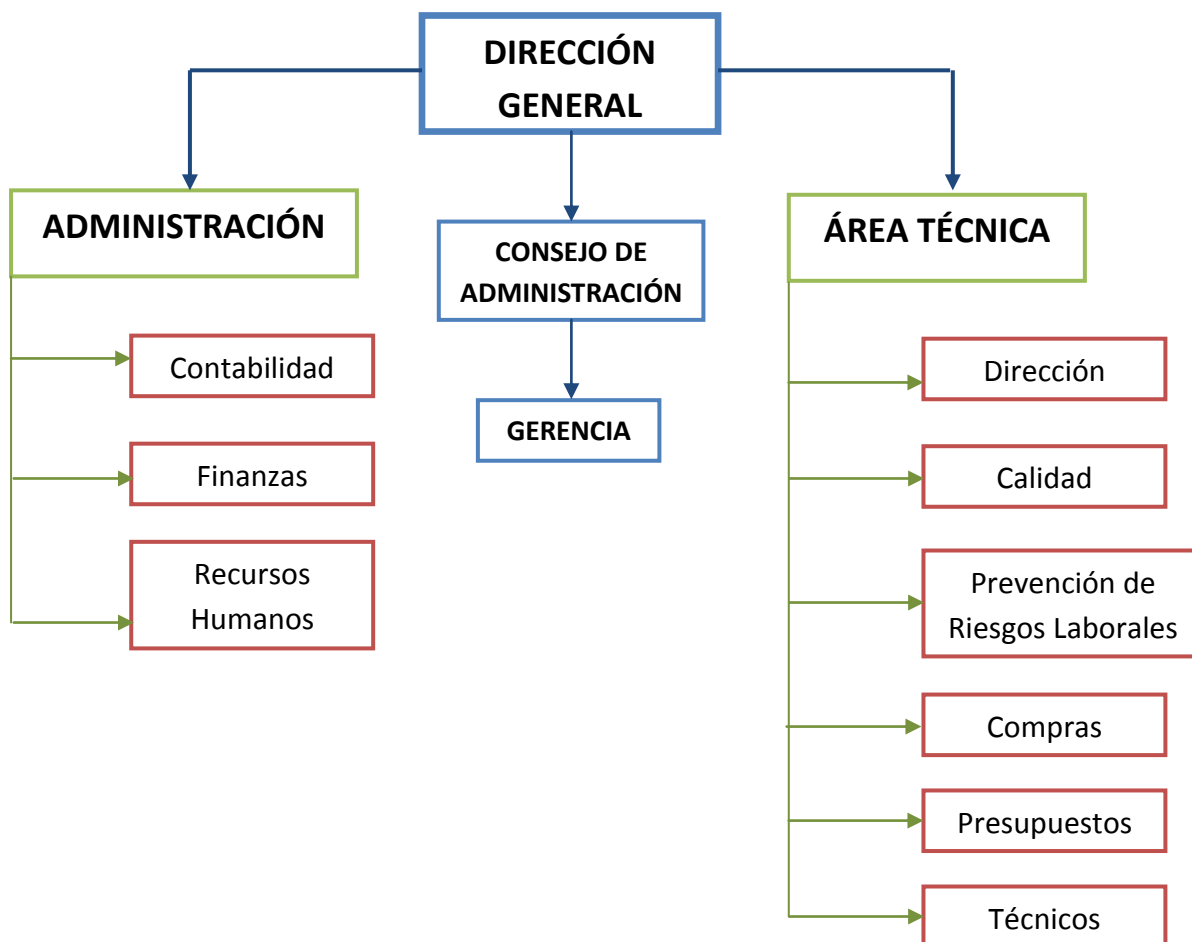 DIRECCIÓN
GENERAL
ADMINISTRACIÓN
Contabilidad
Finanzas
Recursos
Humanos
CONSEJO DE
ADMINISTRACIÓN
GERENCIA
ÁREA TÉCNICA
Dirección
Calidad
Prevención de
Riesgos Laborales
Compras
Presupuestos
Técnicos